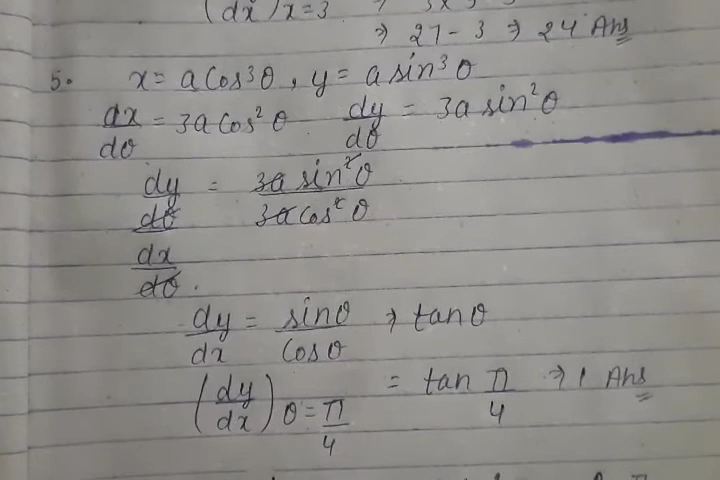 (dx)x=3
⇒ 27 - 3 ⇒ 24 Ans
5. x = a cos³θ, y = a sin³θ
dx/dθ = 3a cos²θ dy/dθ = 3a sin²θ
dy/dθ / dx/dθ = 3a sin²θ / 3a cos²θ
dy/dx = sinθ / cosθ ⇒ tanθ
(dy/dx) θ = π/4 = tan π/4 ⇒ 1 Ans